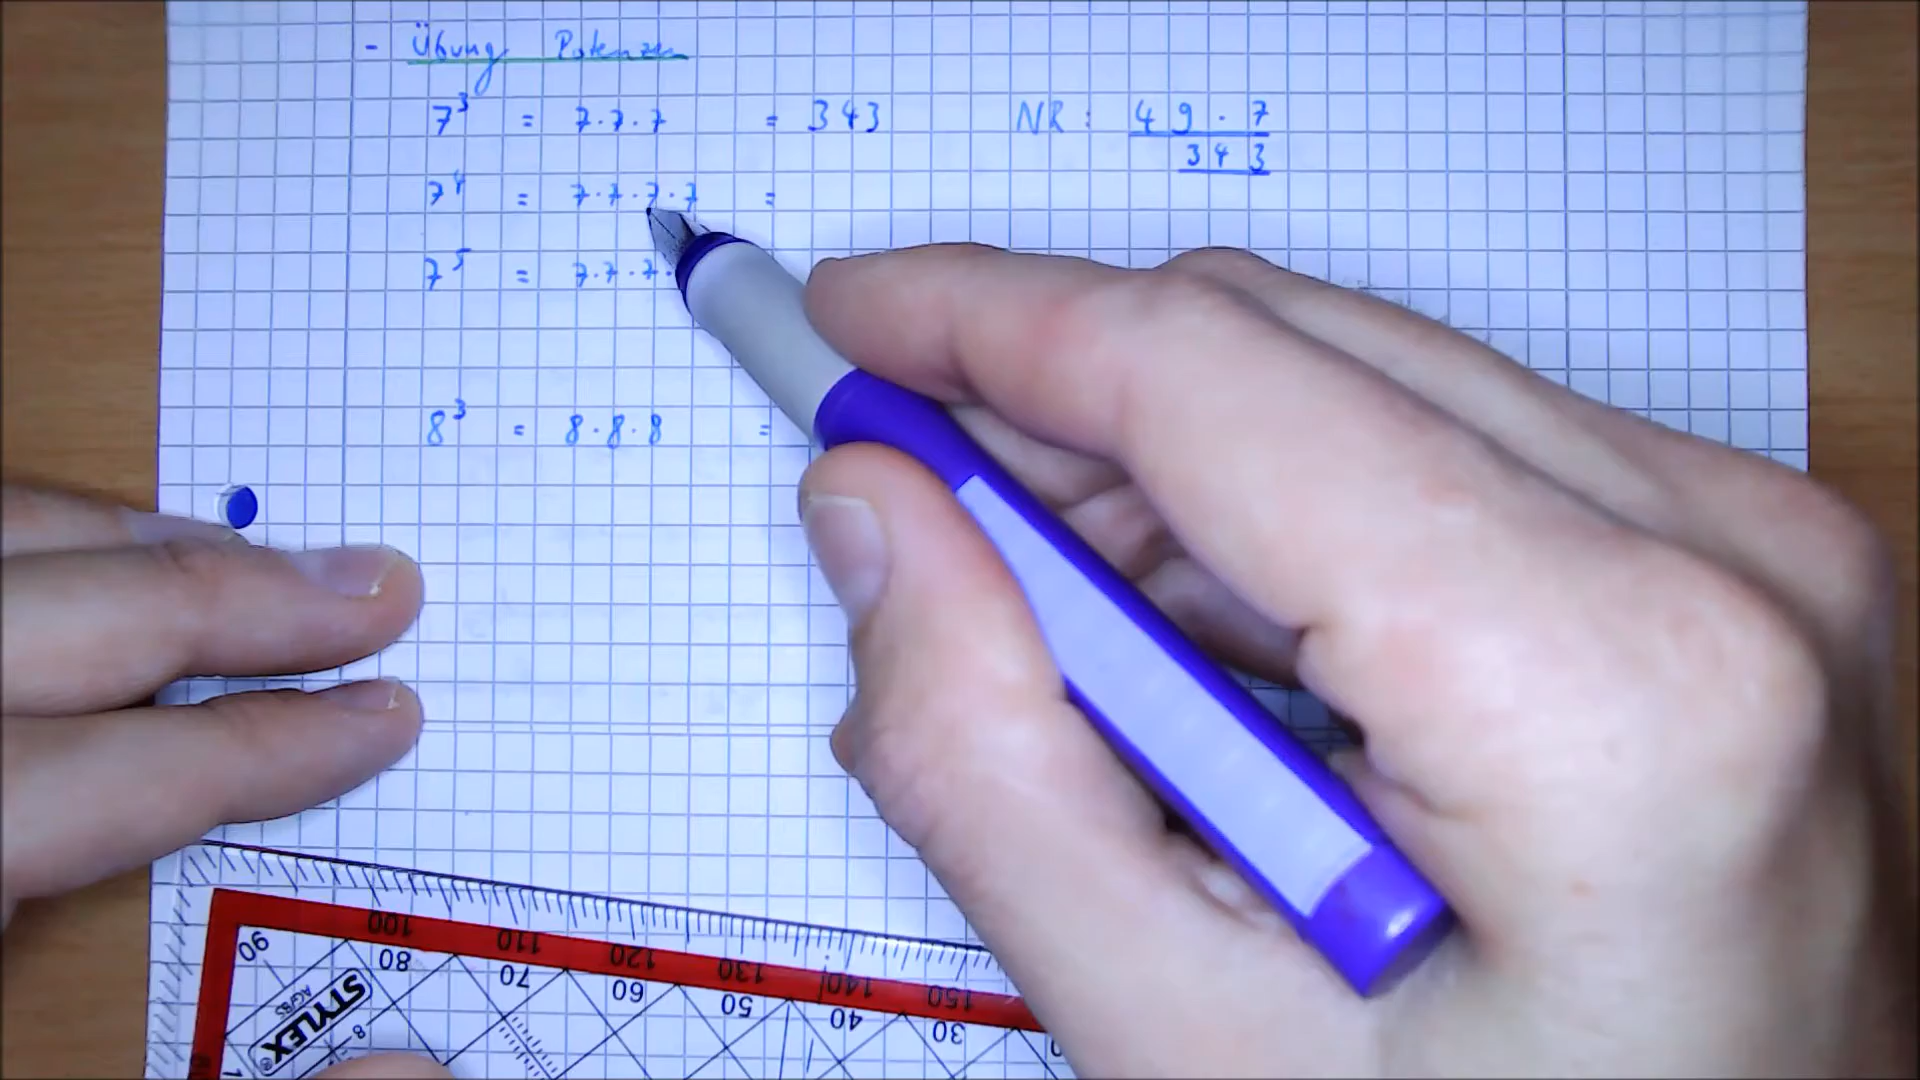 - Übung Potenzen
7³ = 7·7·7 = 343 NR: 49·7
343
7⁴ = 7·7·7·7 =
7⁵ = 7·7·7·
8³ = 8·8·8 =
100 110 120 130 140 150
90 80 70 60 50 40 30
STYLEX®